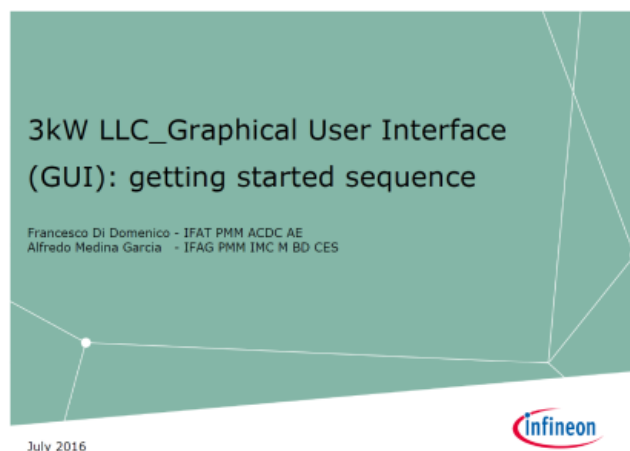 3kW LLC_Graphical User Interface
(GUI): getting started sequence
Francesco Di Domenico - IFAT PMM ACDC AE
Alfredo Medina Garcia - IFAG PMM IMC M BD CES
infineon
July 2016